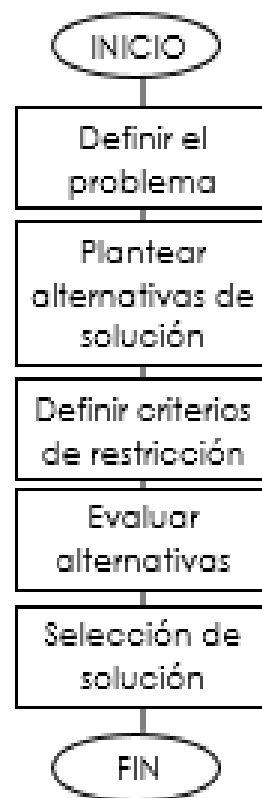 INICIO
Definir el
problema
Plantear
alternativas de
solución
Definir criterios
de restricción
Evaluar
alternativas
Selección de
solución
FIN